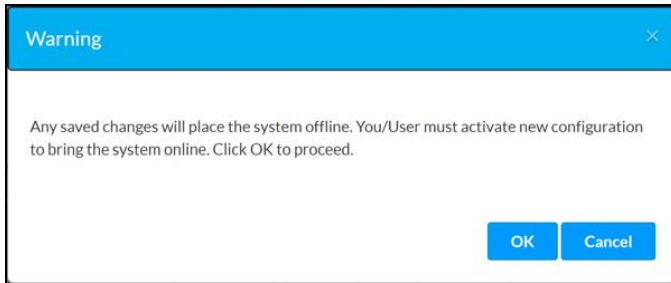 Warning
Any saved changes will place the system offline. You/User must activate new configuration
to bring the system online. Click OK to proceed.
OK Cancel